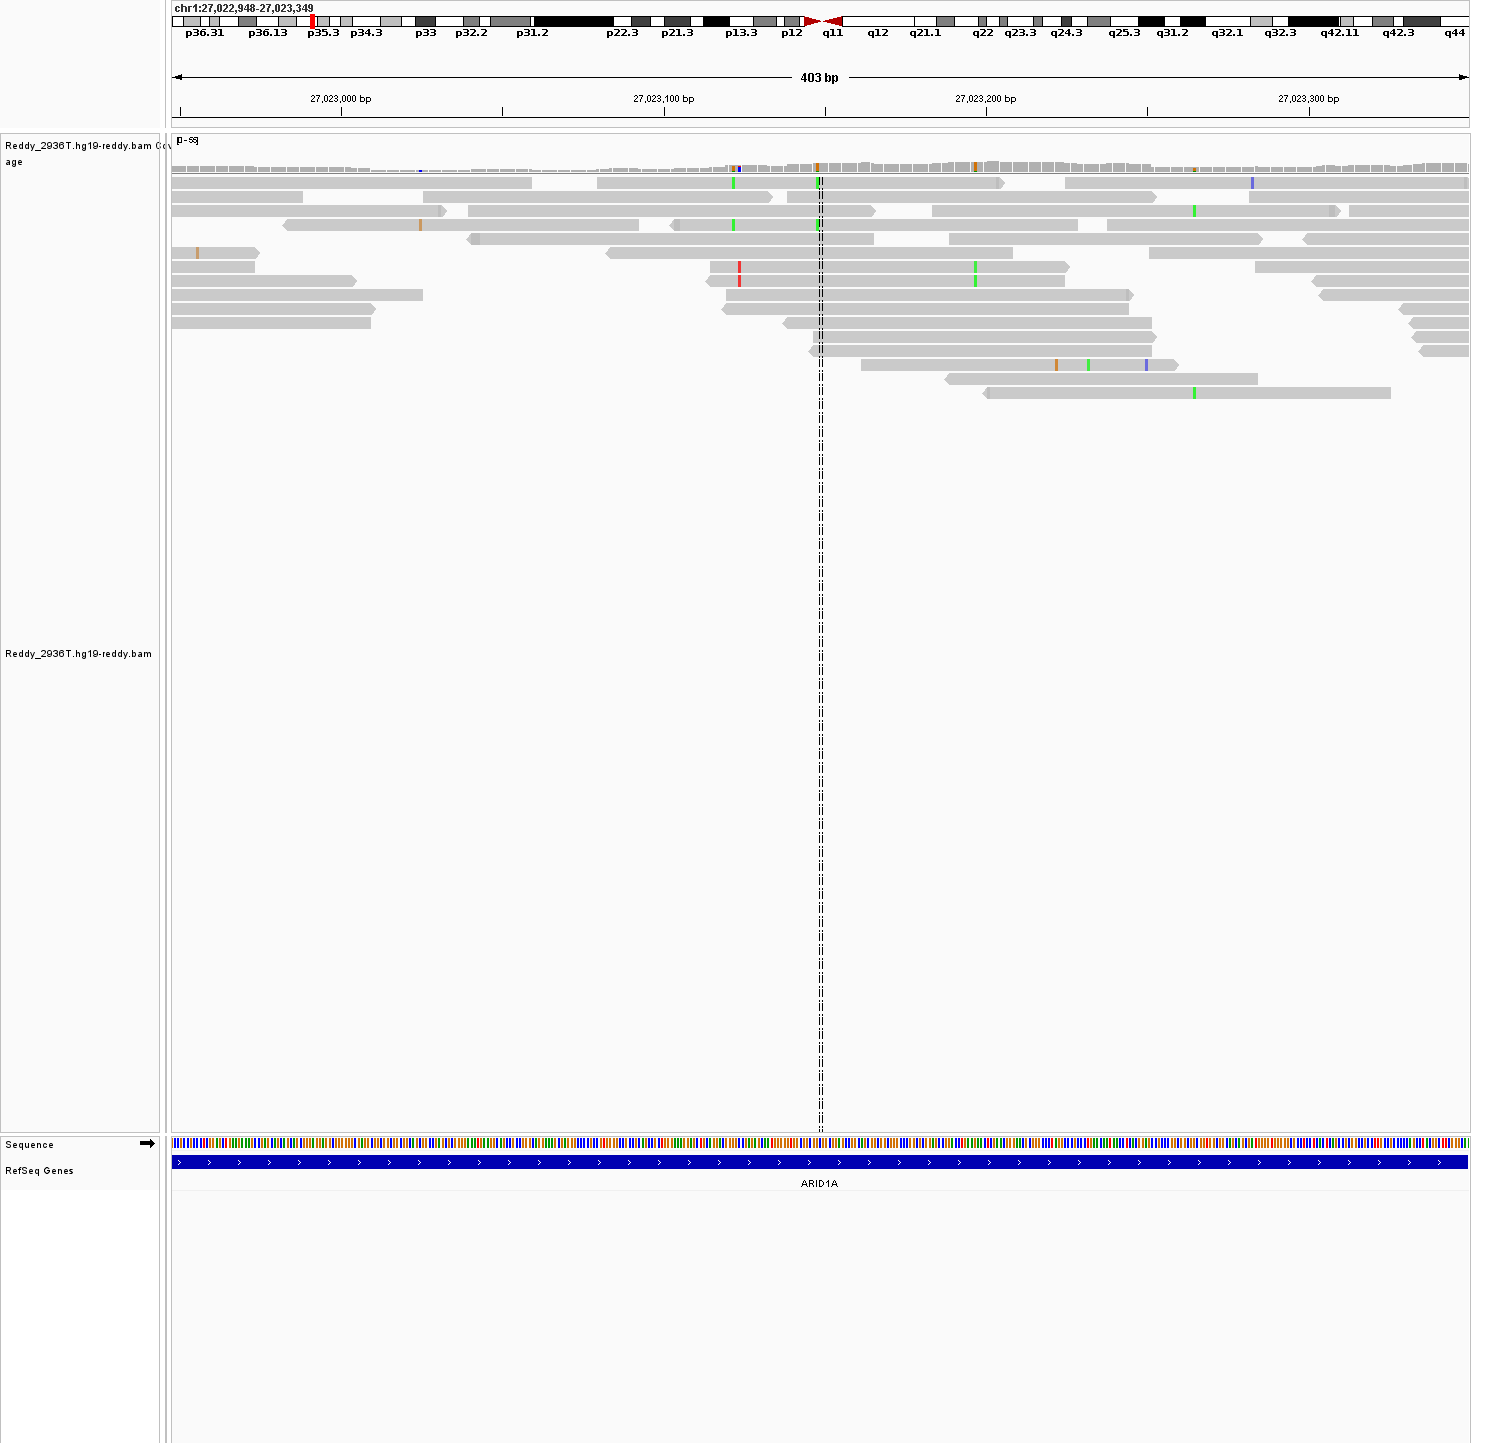 chr1:27,022,948-27,023,349
p36.31 p36.13 p35.3 p34.3 p33 p32.2 p31.2 p22.3 p21.3 p13.3 p12 q11 q12 q21.1 q22 q23.3 q24.3 q25.3 q31.2 q32.1 q32.3 q42.11 q42.3 q44
403 bp
27,023,000 bp 27,023,100 bp 27,023,200 bp 27,023,300 bp
Reddy_2936T.hg19-reddy.bam Cov
age
Reddy_2936T.hg19-reddy.bam
Sequence
RefSeq Genes
ARID1A